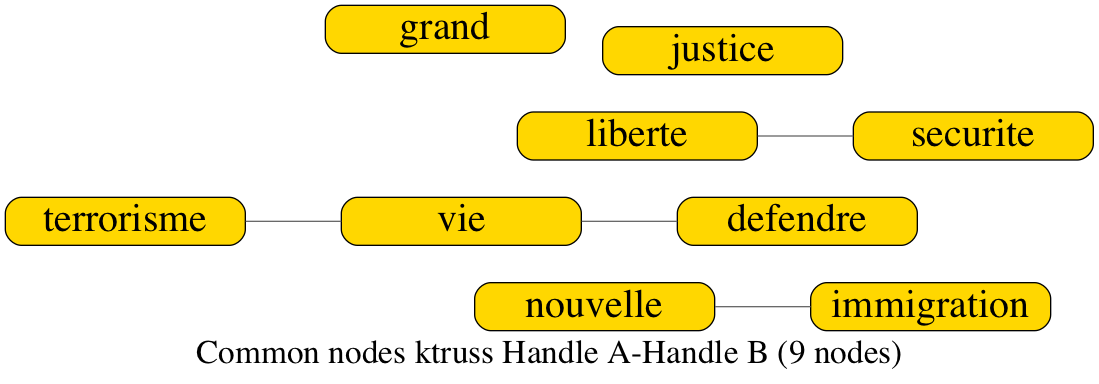 grand
justice
liberte
securite
terrorisme
vie
defendre
nouvelle
immigration
Common nodes ktruss Handle A-Handle B (9 nodes)